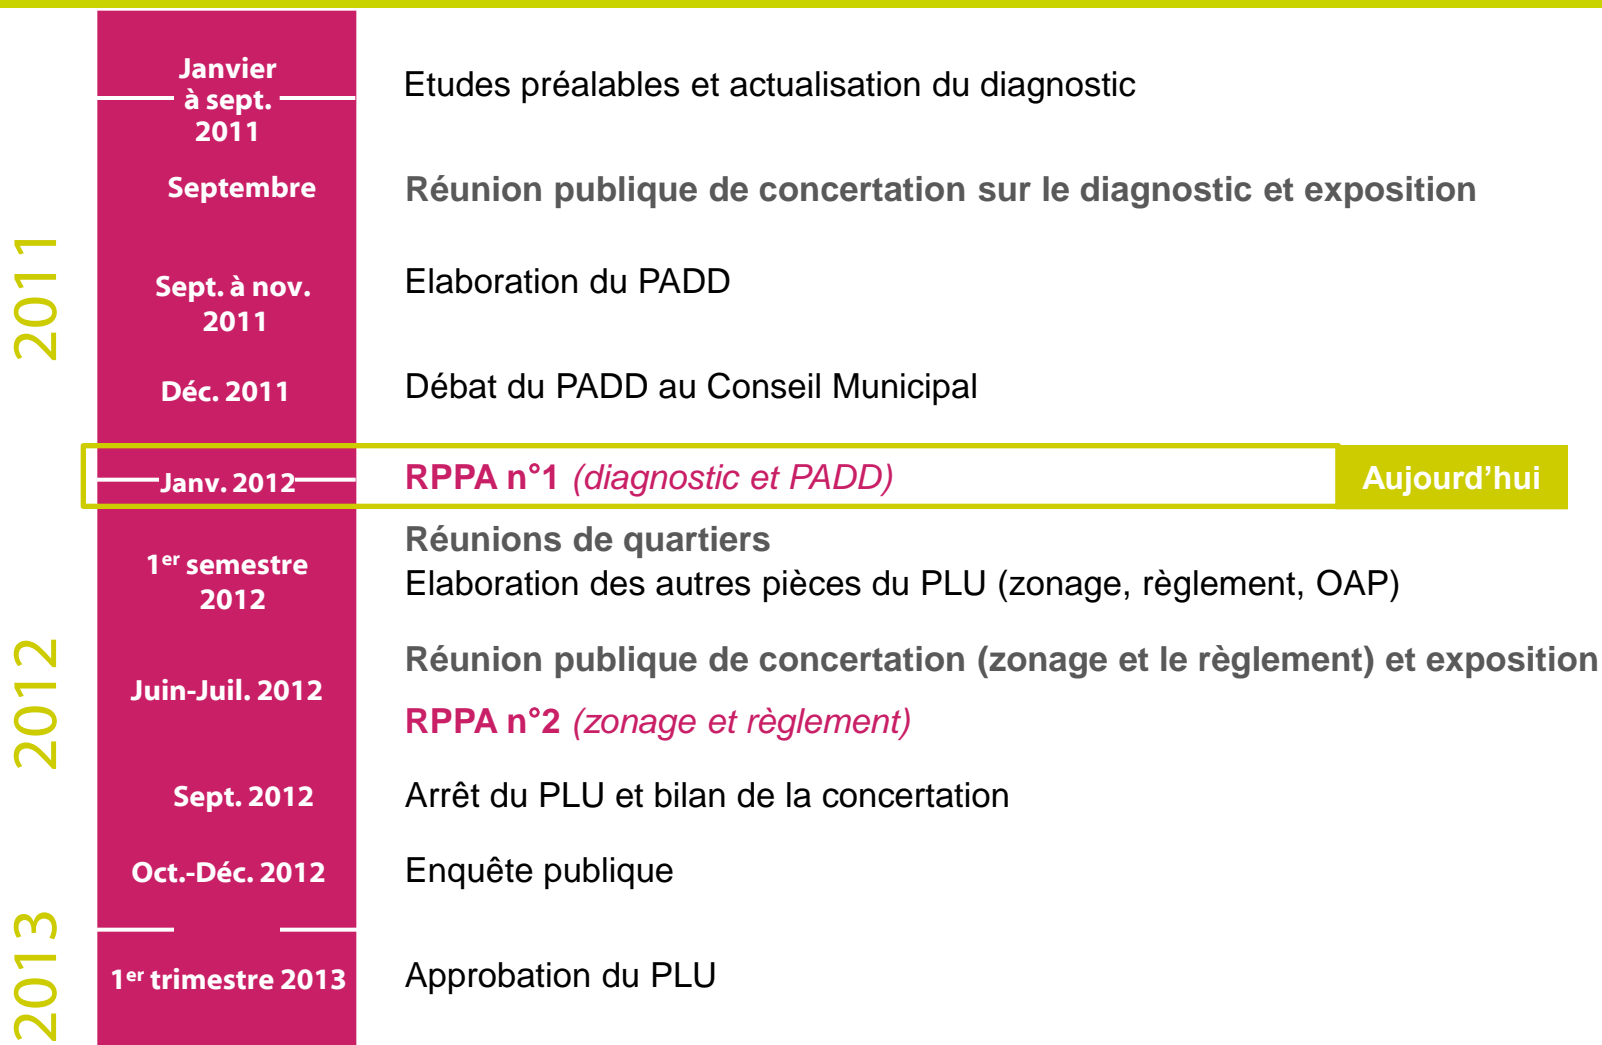 2011
Janvier
à sept.
2011
Etudes préalables et actualisation du diagnostic
Septembre
Réunion publique de concertation sur le diagnostic et exposition
Sept. à nov.
2011
Elaboration du PADD
Déc. 2011
Débat du PADD au Conseil Municipal
2012
Janv. 2012
RPPA n°1 (diagnostic et PADD)
Aujourd’hui
1er semestre
2012
Réunions de quartiers
Elaboration des autres pièces du PLU (zonage, règlement, OAP)
Juin-Juil. 2012
Réunion publique de concertation (zonage et le règlement) et exposition
RPPA n°2 (zonage et règlement)
Sept. 2012
Arrêt du PLU et bilan de la concertation
Oct.-Déc. 2012
Enquête publique
2013
1er trimestre 2013
Approbation du PLU